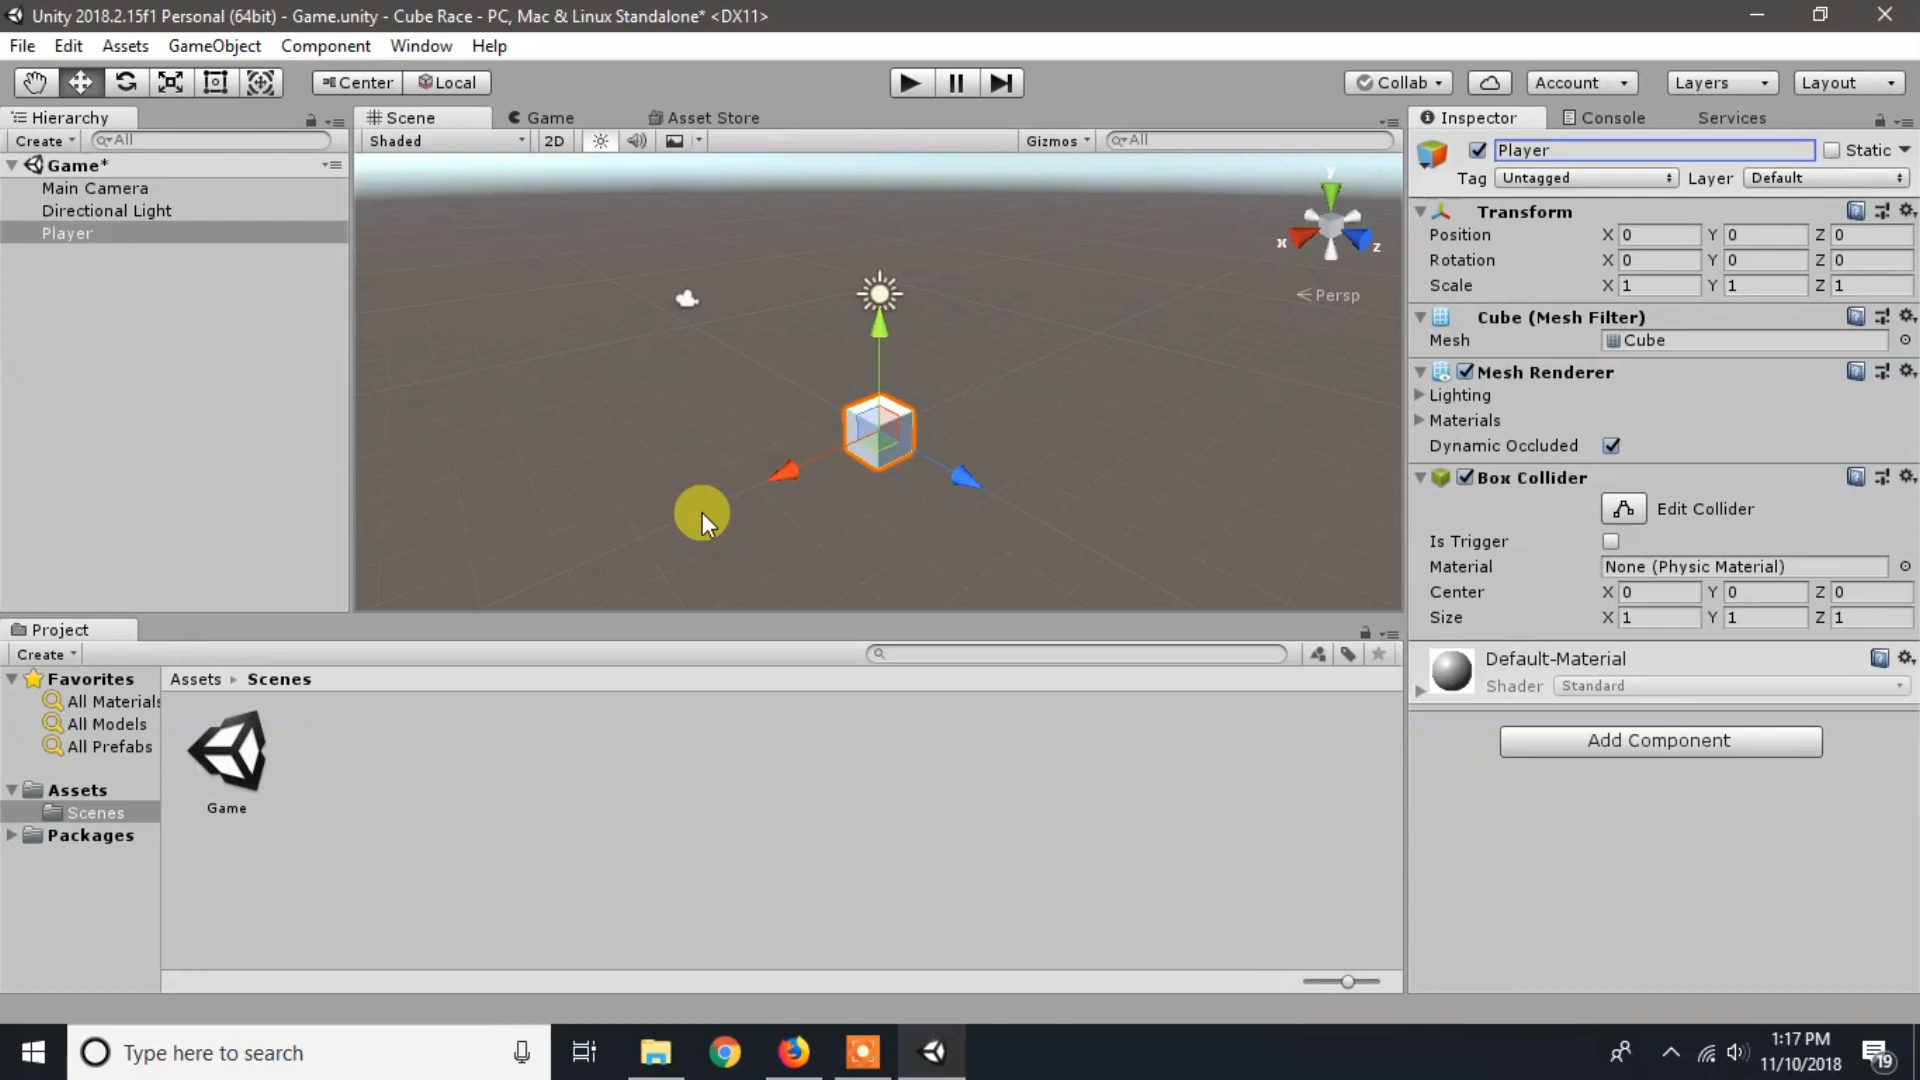 Unity 2018.2.15f1 Personal (64bit) - Game.unity - Cube Race - PC, Mac & Linux Standalone* <DX11>
File Edit Assets GameObject Component Window Help
Center Local Collab Account Layers Layout
Hierarchy Scene Game Asset Store Inspector Console Services
Create All Shaded 2D Gizmos All
Player Static
Game*
Tag Untagged Layer Default
Main Camera
Directional Light
Player
y
x z
Persp
Transform
Position X 0 Y 0 Z 0
Rotation X 0 Y 0 Z 0
Scale X 1 Y 1 Z 1
Cube (Mesh Filter)
Mesh Cube
Mesh Renderer
Lighting
Materials
Dynamic Occluded
Box Collider
Edit Collider
Is Trigger
Material None (Physic Material)
Center X 0 Y 0 Z 0
Size X 1 Y 1 Z 1
Default-Material
Shader Standard
Add Component
Project
Create
Favorites
All Materials
All Models
All Prefabs
Assets
Scenes
Packages
Assets Scenes
Game
Type here to search
1:17 PM
11/10/2018
19